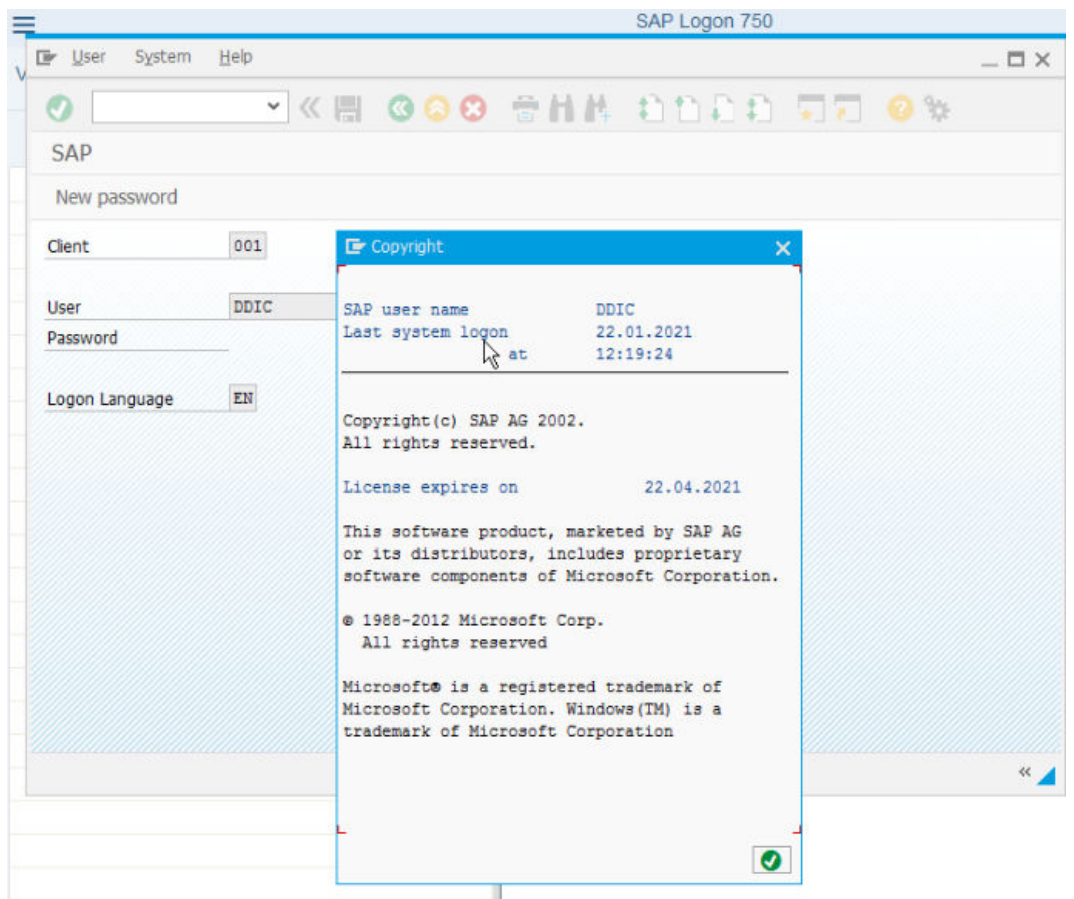 SAP Logon 750
User System Help
SAP
New password
Client 001
User DDIC
Password
Logon Language EN
Copyright
SAP user name DDIC
Last system logon 22.01.2021
at 12:19:24
Copyright(c) SAP AG 2002.
All rights reserved.
License expires on 22.04.2021
This software product, marketed by SAP AG
or its distributors, includes proprietary
software components of Microsoft Corporation.
© 1988-2012 Microsoft Corp.
All rights reserved
Microsoft® is a registered trademark of
Microsoft Corporation. Windows(TM) is a
trademark of Microsoft Corporation